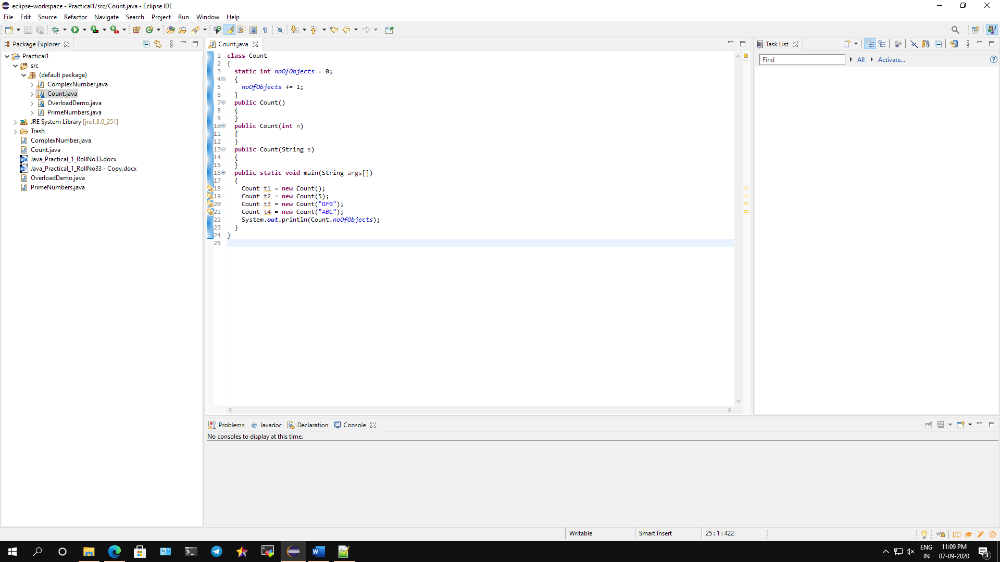 eclipse-workspace - Practical1/src/Count.java - Eclipse IDE
File Edit Source Refactor Navigate Search Project Run Window Help
Package Explorer
Practical1
src
(default package)
ComplexNumber.java
Count.java
OverloadDemo.java
PrimeNumbers.java
JRE System Library [jre1.8.0_251]
Trash
ComplexNumber.java
Count.java
Java_Practical_1_RollNo33.docx
Java_Practical_1_RollNo33 - Copy.docx
OverloadDemo.java
PrimeNumbers.java
Count.java
1 class Count
2 {
3 static int noOfObjects = 0;
4 {
5 noOfObjects += 1;
6 }
7 public Count()
8 {
9 }
10 public Count(int n)
11 {
12 }
13 public Count(String s)
14 {
15 }
16 public static void main(String args[])
17 {
18 Count t1 = new Count();
19 Count t2 = new Count(5);
20 Count t3 = new Count("GFG");
21 Count t4 = new Count("ABC");
22 System.out.println(Count.noOfObjects);
23 }
24 }
25
Task List
Find All Activate...
Problems @ Javadoc Declaration Console
No consoles to display at this time.
Writable Smart Insert 25 : 1 : 422
ENG 11:09 PM
IN 07-09-2020 3